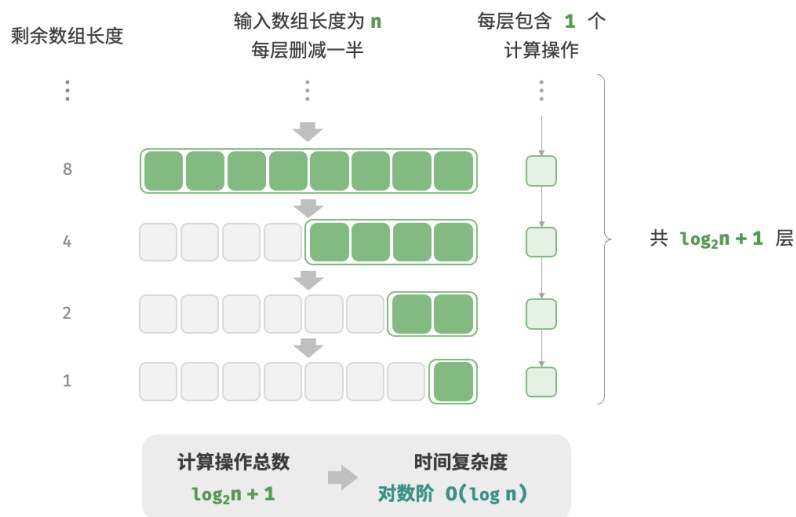 剩余数组长度
输入数组长度为 n
每层删减一半
每层包含 1 个
计算操作
8
4
2
1
共 log₂n + 1 层
计算操作总数
log₂n + 1
时间复杂度
对数阶 O(log n)